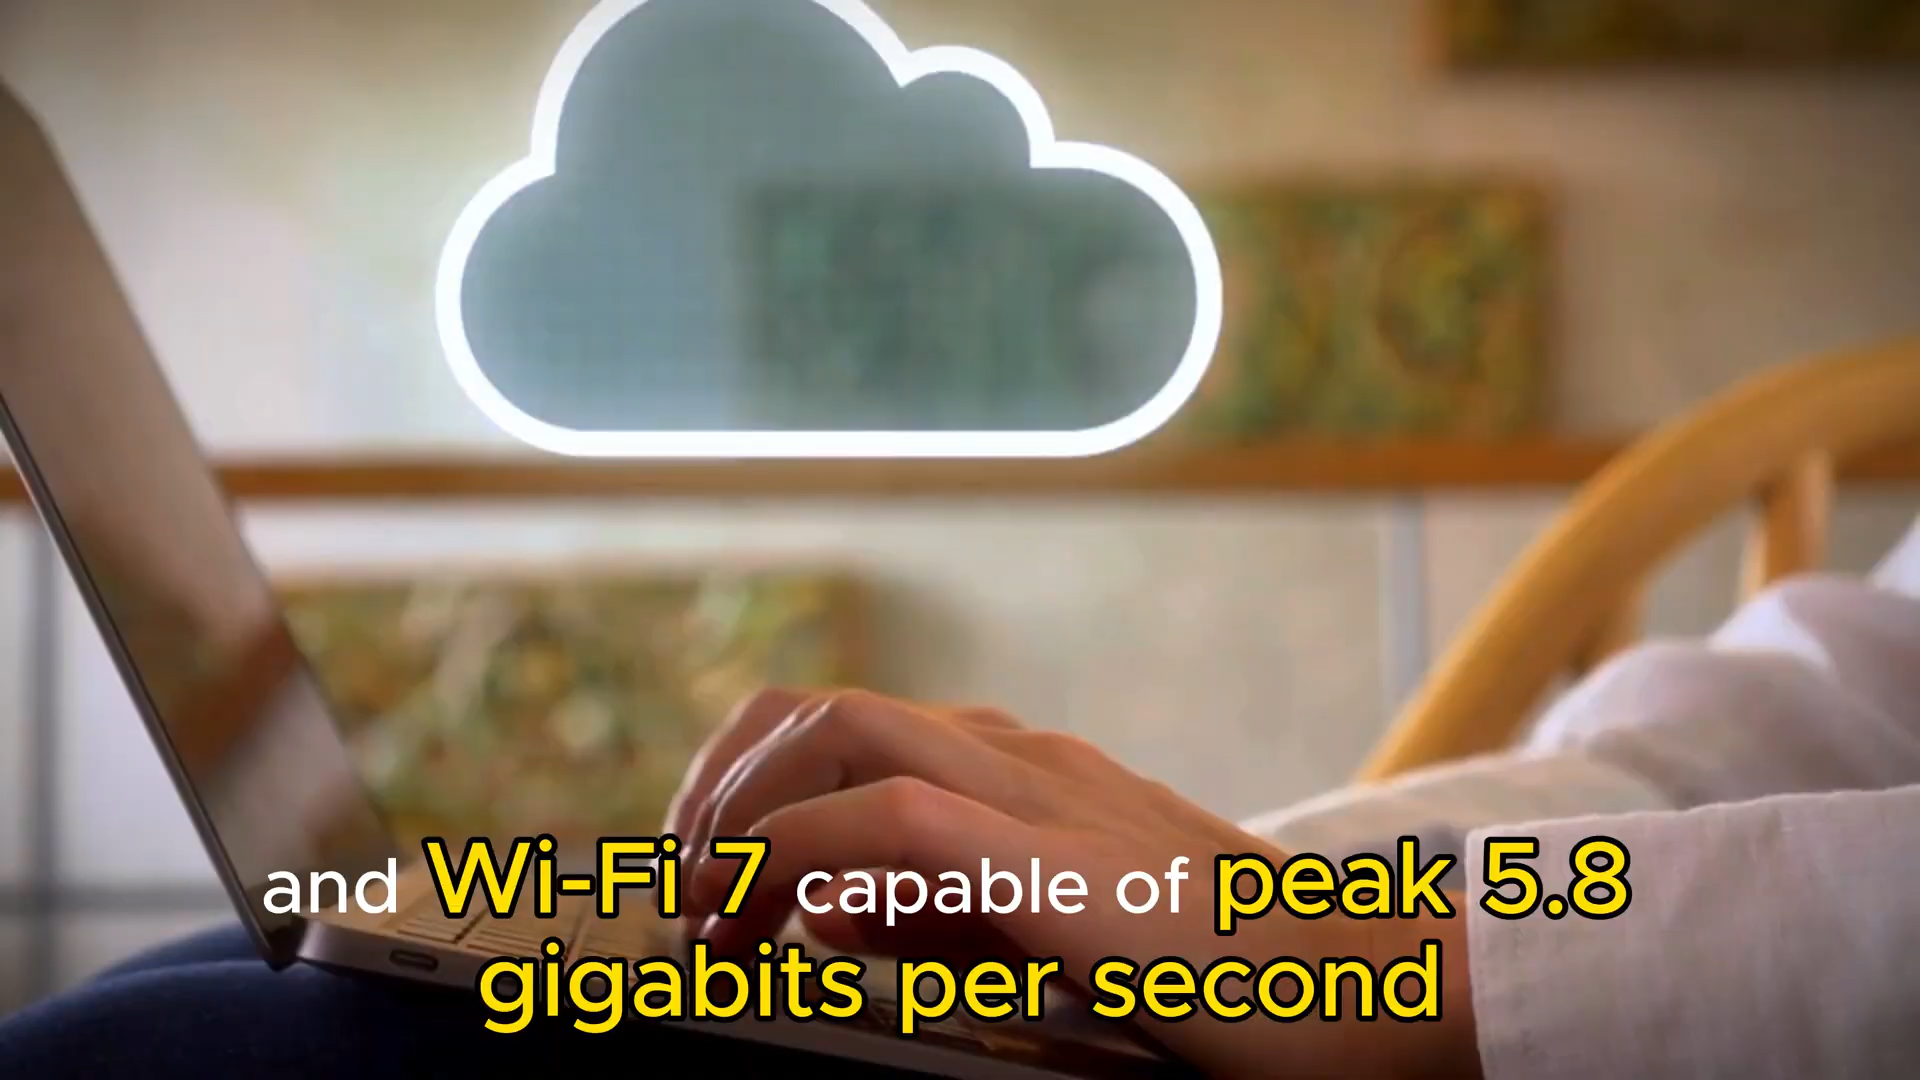 and Wi-Fi 7 capable of peak 5.8
gigabits per second